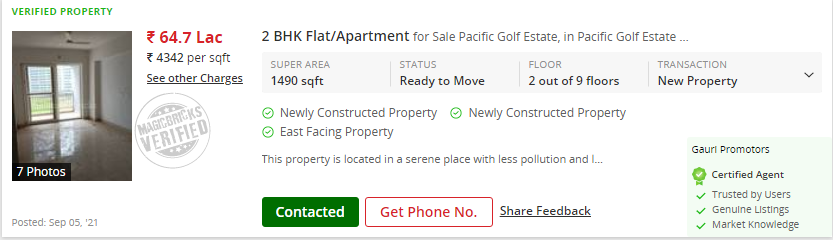 VERIFIED PROPERTY
₹ 64.7 Lac
₹ 4342 per sqft
See other Charges
MAGICBRICKS
VERIFIED
7 Photos
Posted: Sep 05, '21
2 BHK Flat/Apartment for Sale Pacific Golf Estate, in Pacific Golf Estate ...
SUPER AREA
1490 sqft
STATUS
Ready to Move
FLOOR
2 out of 9 floors
TRANSACTION
New Property
Newly Constructed Property
Newly Constructed Property
East Facing Property
This property is located in a serene place with less pollution and l...
Contacted
Get Phone No.
Share Feedback
Gauri Promotors
Certified Agent
Trusted by Users
Genuine Listings
Market Knowledge